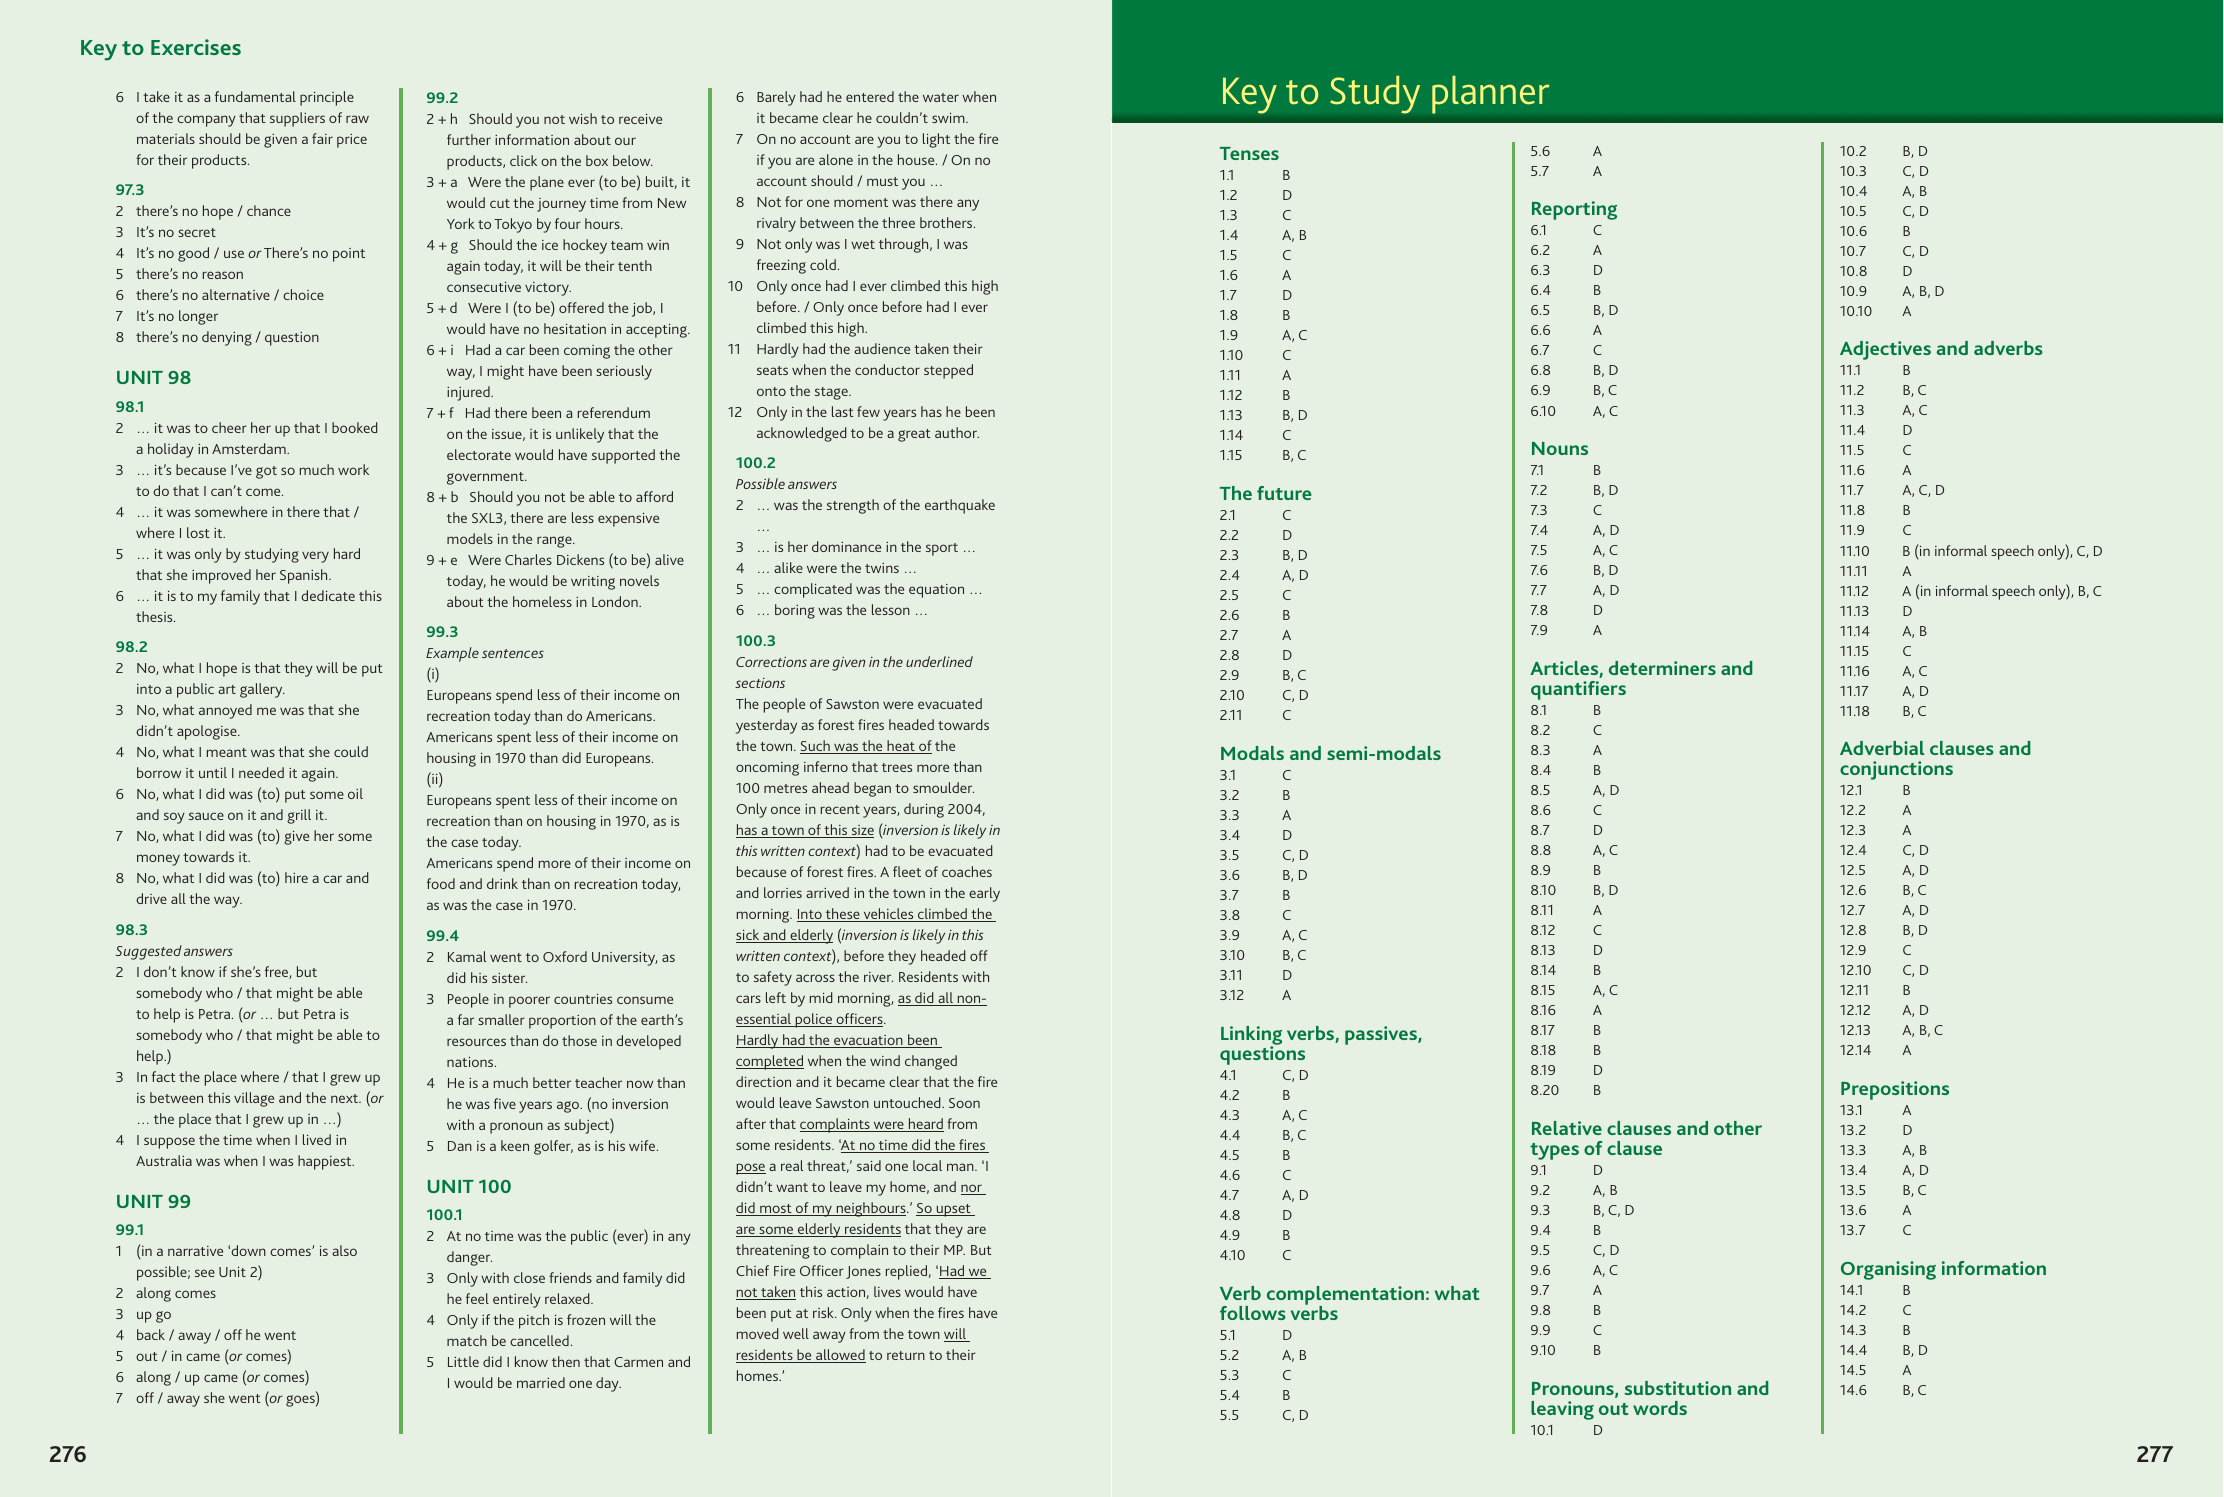 Key to Exercises
6 I take it as a fundamental principle
of the company that suppliers of raw
materials should be given a fair price
for their products.
97.3
2 there’s no hope / chance
3 It’s no secret
4 It’s no good / use or There’s no point
5 there’s no reason
6 there’s no alternative / choice
7 It’s no longer
8 there’s no denying / question
UNIT 98
98.1
2 … it was to cheer her up that I booked
a holiday in Amsterdam.
3 … it’s because I’ve got so much work
to do that I can’t come.
4 … it was somewhere in there that /
where I lost it.
5 … it was only by studying very hard
that she improved her Spanish.
6 … it is to my family that I dedicate this
thesis.
98.2
2 No, what I hope is that they will be put
into a public art gallery.
3 No, what annoyed me was that she
didn’t apologise.
4 No, what I meant was that she could
borrow it until I needed it again.
6 No, what I did was (to) put some oil
and soy sauce on it and grill it.
7 No, what I did was (to) give her some
money towards it.
8 No, what I did was (to) hire a car and
drive all the way.
98.3
Suggested answers
2 I don’t know if she’s free, but
somebody who / that might be able
to help is Petra. (or … but Petra is
somebody who / that might be able to
help.)
3 In fact the place where / that I grew up
is between this village and the next. (or
… the place that I grew up in …)
4 I suppose the time when I lived in
Australia was when I was happiest.
UNIT 99
99.1
1 (in a narrative ‘down comes’ is also
possible; see Unit 2)
2 along comes
3 up go
4 back / away / off he went
5 out / in came (or comes)
6 along / up came (or comes)
7 off / away she went (or goes)
99.2
2 + h Should you not wish to receive
further information about our
products, click on the box below.
3 + a Were the plane ever (to be) built, it
would cut the journey time from New
York to Tokyo by four hours.
4 + g Should the ice hockey team win
again today, it will be their tenth
consecutive victory.
5 + d Were I (to be) offered the job, I
would have no hesitation in accepting.
6 + i Had a car been coming the other
way, I might have been seriously
injured.
7 + f Had there been a referendum
on the issue, it is unlikely that the
electorate would have supported the
government.
8 + b Should you not be able to afford
the SXL3, there are less expensive
models in the range.
9 + e Were Charles Dickens (to be) alive
today, he would be writing novels
about the homeless in London.
99.3
Example sentences
(i)
Europeans spend less of their income on
recreation today than do Americans.
Americans spent less of their income on
housing in 1970 than did Europeans.
(ii)
Europeans spent less of their income on
recreation than on housing in 1970, as is
the case today.
Americans spend more of their income on
food and drink than on recreation today,
as was the case in 1970.
99.4
2 Kamal went to Oxford University, as
did his sister.
3 People in poorer countries consume
a far smaller proportion of the earth’s
resources than do those in developed
nations.
4 He is a much better teacher now than
he was five years ago. (no inversion
with a pronoun as subject)
5 Dan is a keen golfer, as is his wife.
UNIT 100
100.1
2 At no time was the public (ever) in any
danger.
3 Only with close friends and family did
he feel entirely relaxed.
4 Only if the pitch is frozen will the
match be cancelled.
5 Little did I know then that Carmen and
I would be married one day.
6 Barely had he entered the water when
it became clear he couldn’t swim.
7 On no account are you to light the fire
if you are alone in the house. / On no
account should / must you …
8 Not for one moment was there any
rivalry between the three brothers.
9 Not only was I wet through, I was
freezing cold.
10 Only once had I ever climbed this high
before. / Only once before had I ever
climbed this high.
11 Hardly had the audience taken their
seats when the conductor stepped
onto the stage.
12 Only in the last few years has he been
acknowledged to be a great author.
100.2
Possible answers
2 … was the strength of the earthquake
…
3 … is her dominance in the sport …
4 … alike were the twins …
5 … complicated was the equation …
6 … boring was the lesson …
100.3
Corrections are given in the underlined
sections
The people of Sawston were evacuated
yesterday as forest fires headed towards
the town. Such was the heat of the
oncoming inferno that trees more than
100 metres ahead began to smoulder.
Only once in recent years, during 2004,
has a town of this size (inversion is likely in
this written context) had to be evacuated
because of forest fires. A fleet of coaches
and lorries arrived in the town in the early
morning. Into these vehicles climbed the
sick and elderly (inversion is likely in this
written context), before they headed off
to safety across the river. Residents with
cars left by mid morning, as did all non-
essential police officers.
Hardly had the evacuation been
completed when the wind changed
direction and it became clear that the fire
would leave Sawston untouched. Soon
after that complaints were heard from
some residents. ‘At no time did the fires
pose a real threat,’ said one local man. ‘I
didn’t want to leave my home, and nor
did most of my neighbours.’ So upset
are some elderly residents that they are
threatening to complain to their MP. But
Chief Fire Officer Jones replied, ‘Had we
not taken this action, lives would have
been put at risk. Only when the fires have
moved well away from the town will
residents be allowed to return to their
homes.’
276
Key to Study planner
Tenses
1.1 B
1.2 D
1.3 C
1.4 A, B
1.5 C
1.6 A
1.7 D
1.8 B
1.9 A, C
1.10 C
1.11 A
1.12 B
1.13 B, D
1.14 C
1.15 B, C
The future
2.1 C
2.2 D
2.3 B, D
2.4 A, D
2.5 C
2.6 B
2.7 A
2.8 D
2.9 B, C
2.10 C, D
2.11 C
Modals and semi-modals
3.1 C
3.2 B
3.3 A
3.4 D
3.5 C, D
3.6 B, D
3.7 B
3.8 C
3.9 A, C
3.10 B, C
3.11 D
3.12 A
Linking verbs, passives,
questions
4.1 C, D
4.2 B
4.3 A, C
4.4 B, C
4.5 B
4.6 C
4.7 A, D
4.8 D
4.9 B
4.10 C
Verb complementation: what
follows verbs
5.1 D
5.2 A, B
5.3 C
5.4 B
5.5 C, D
5.6 A
5.7 A
Reporting
6.1 C
6.2 A
6.3 D
6.4 B
6.5 B, D
6.6 A
6.7 C
6.8 B, D
6.9 B, C
6.10 A, C
Nouns
7.1 B
7.2 B, D
7.3 C
7.4 A, D
7.5 A, C
7.6 B, D
7.7 A, D
7.8 D
7.9 A
Articles, determiners and
quantifiers
8.1 B
8.2 C
8.3 A
8.4 B
8.5 A, D
8.6 C
8.7 D
8.8 A, C
8.9 B
8.10 B, D
8.11 A
8.12 C
8.13 D
8.14 B
8.15 A, C
8.16 A
8.17 B
8.18 B
8.19 D
8.20 B
Relative clauses and other
types of clause
9.1 D
9.2 A, B
9.3 B, C, D
9.4 B
9.5 C, D
9.6 A, C
9.7 A
9.8 B
9.9 C
9.10 B
Pronouns, substitution and
leaving out words
10.1 D
10.2 B, D
10.3 C, D
10.4 A, B
10.5 C, D
10.6 B
10.7 C, D
10.8 D
10.9 A, B, D
10.10 A
Adjectives and adverbs
11.1 B
11.2 B, C
11.3 A, C
11.4 D
11.5 C
11.6 A
11.7 A, C, D
11.8 B
11.9 C
11.10 B (in informal speech only), C, D
11.11 A
11.12 A (in informal speech only), B, C
11.13 D
11.14 A, B
11.15 C
11.16 A, C
11.17 A, D
11.18 B, C
Adverbial clauses and
conjunctions
12.1 B
12.2 A
12.3 A
12.4 C, D
12.5 A, D
12.6 B, C
12.7 A, D
12.8 B, D
12.9 C
12.10 C, D
12.11 B
12.12 A, D
12.13 A, B, C
12.14 A
Prepositions
13.1 A
13.2 D
13.3 A, B
13.4 A, D
13.5 B, C
13.6 A
13.7 C
Organising information
14.1 B
14.2 C
14.3 B
14.4 B, D
14.5 A
14.6 B, C
277